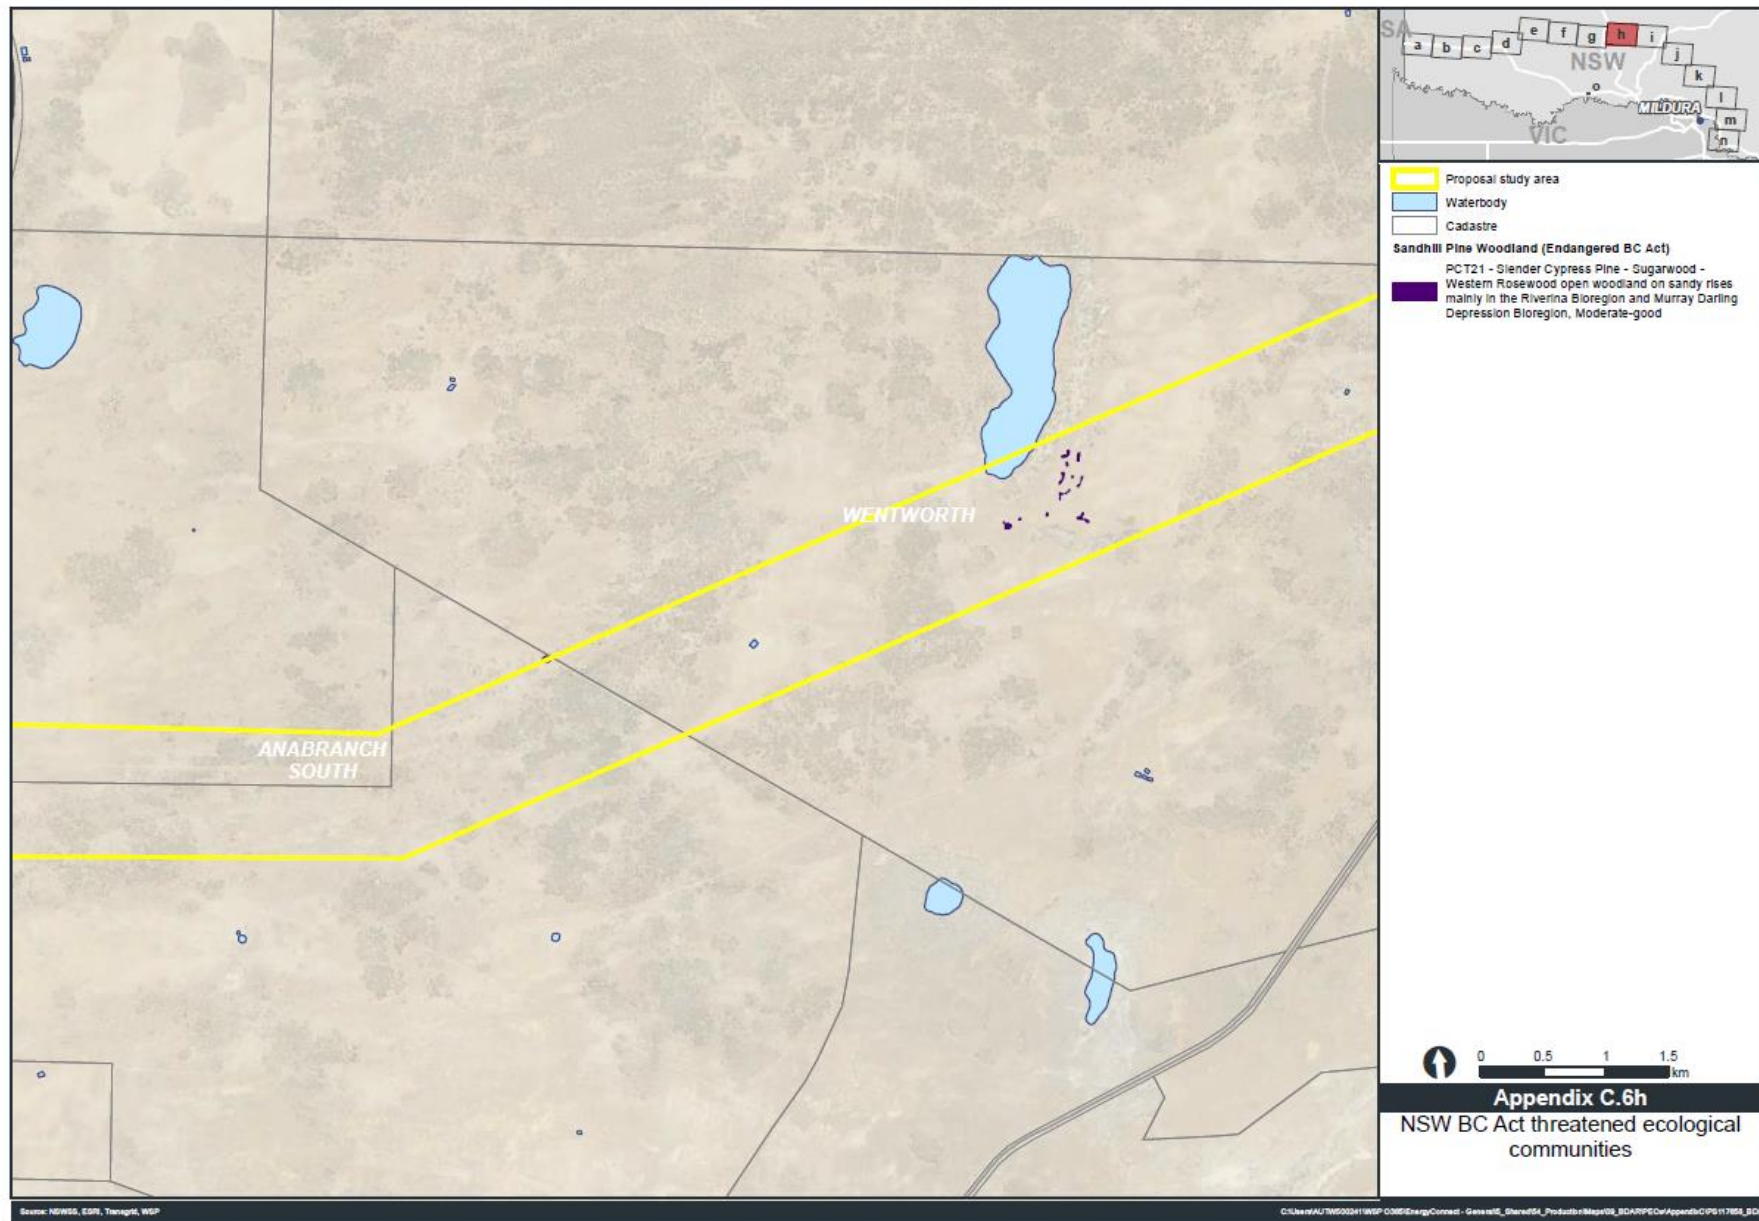 SA
a
b
c
d
e
f
g
h
i
j
k
l
m
n
o
NSW
MILDURA
VIC
Proposal study area
Waterbody
Cadastre
Sandhill Pine Woodland (Endangered BC Act)
PCT21 - Slender Cypress Pine - Sugarwood -
Western Rosewood open woodland on sandy rises
mainly in the Riverina Bioregion and Murray Darling
Depression Bioregion, Moderate-good
WENTWORTH
ANABRANCH
SOUTH
0 0.5 1 1.5
km
Appendix C.6h
NSW BC Act threatened ecological
communities
Source: NSWSS, ESRI, Transgrid, WSP